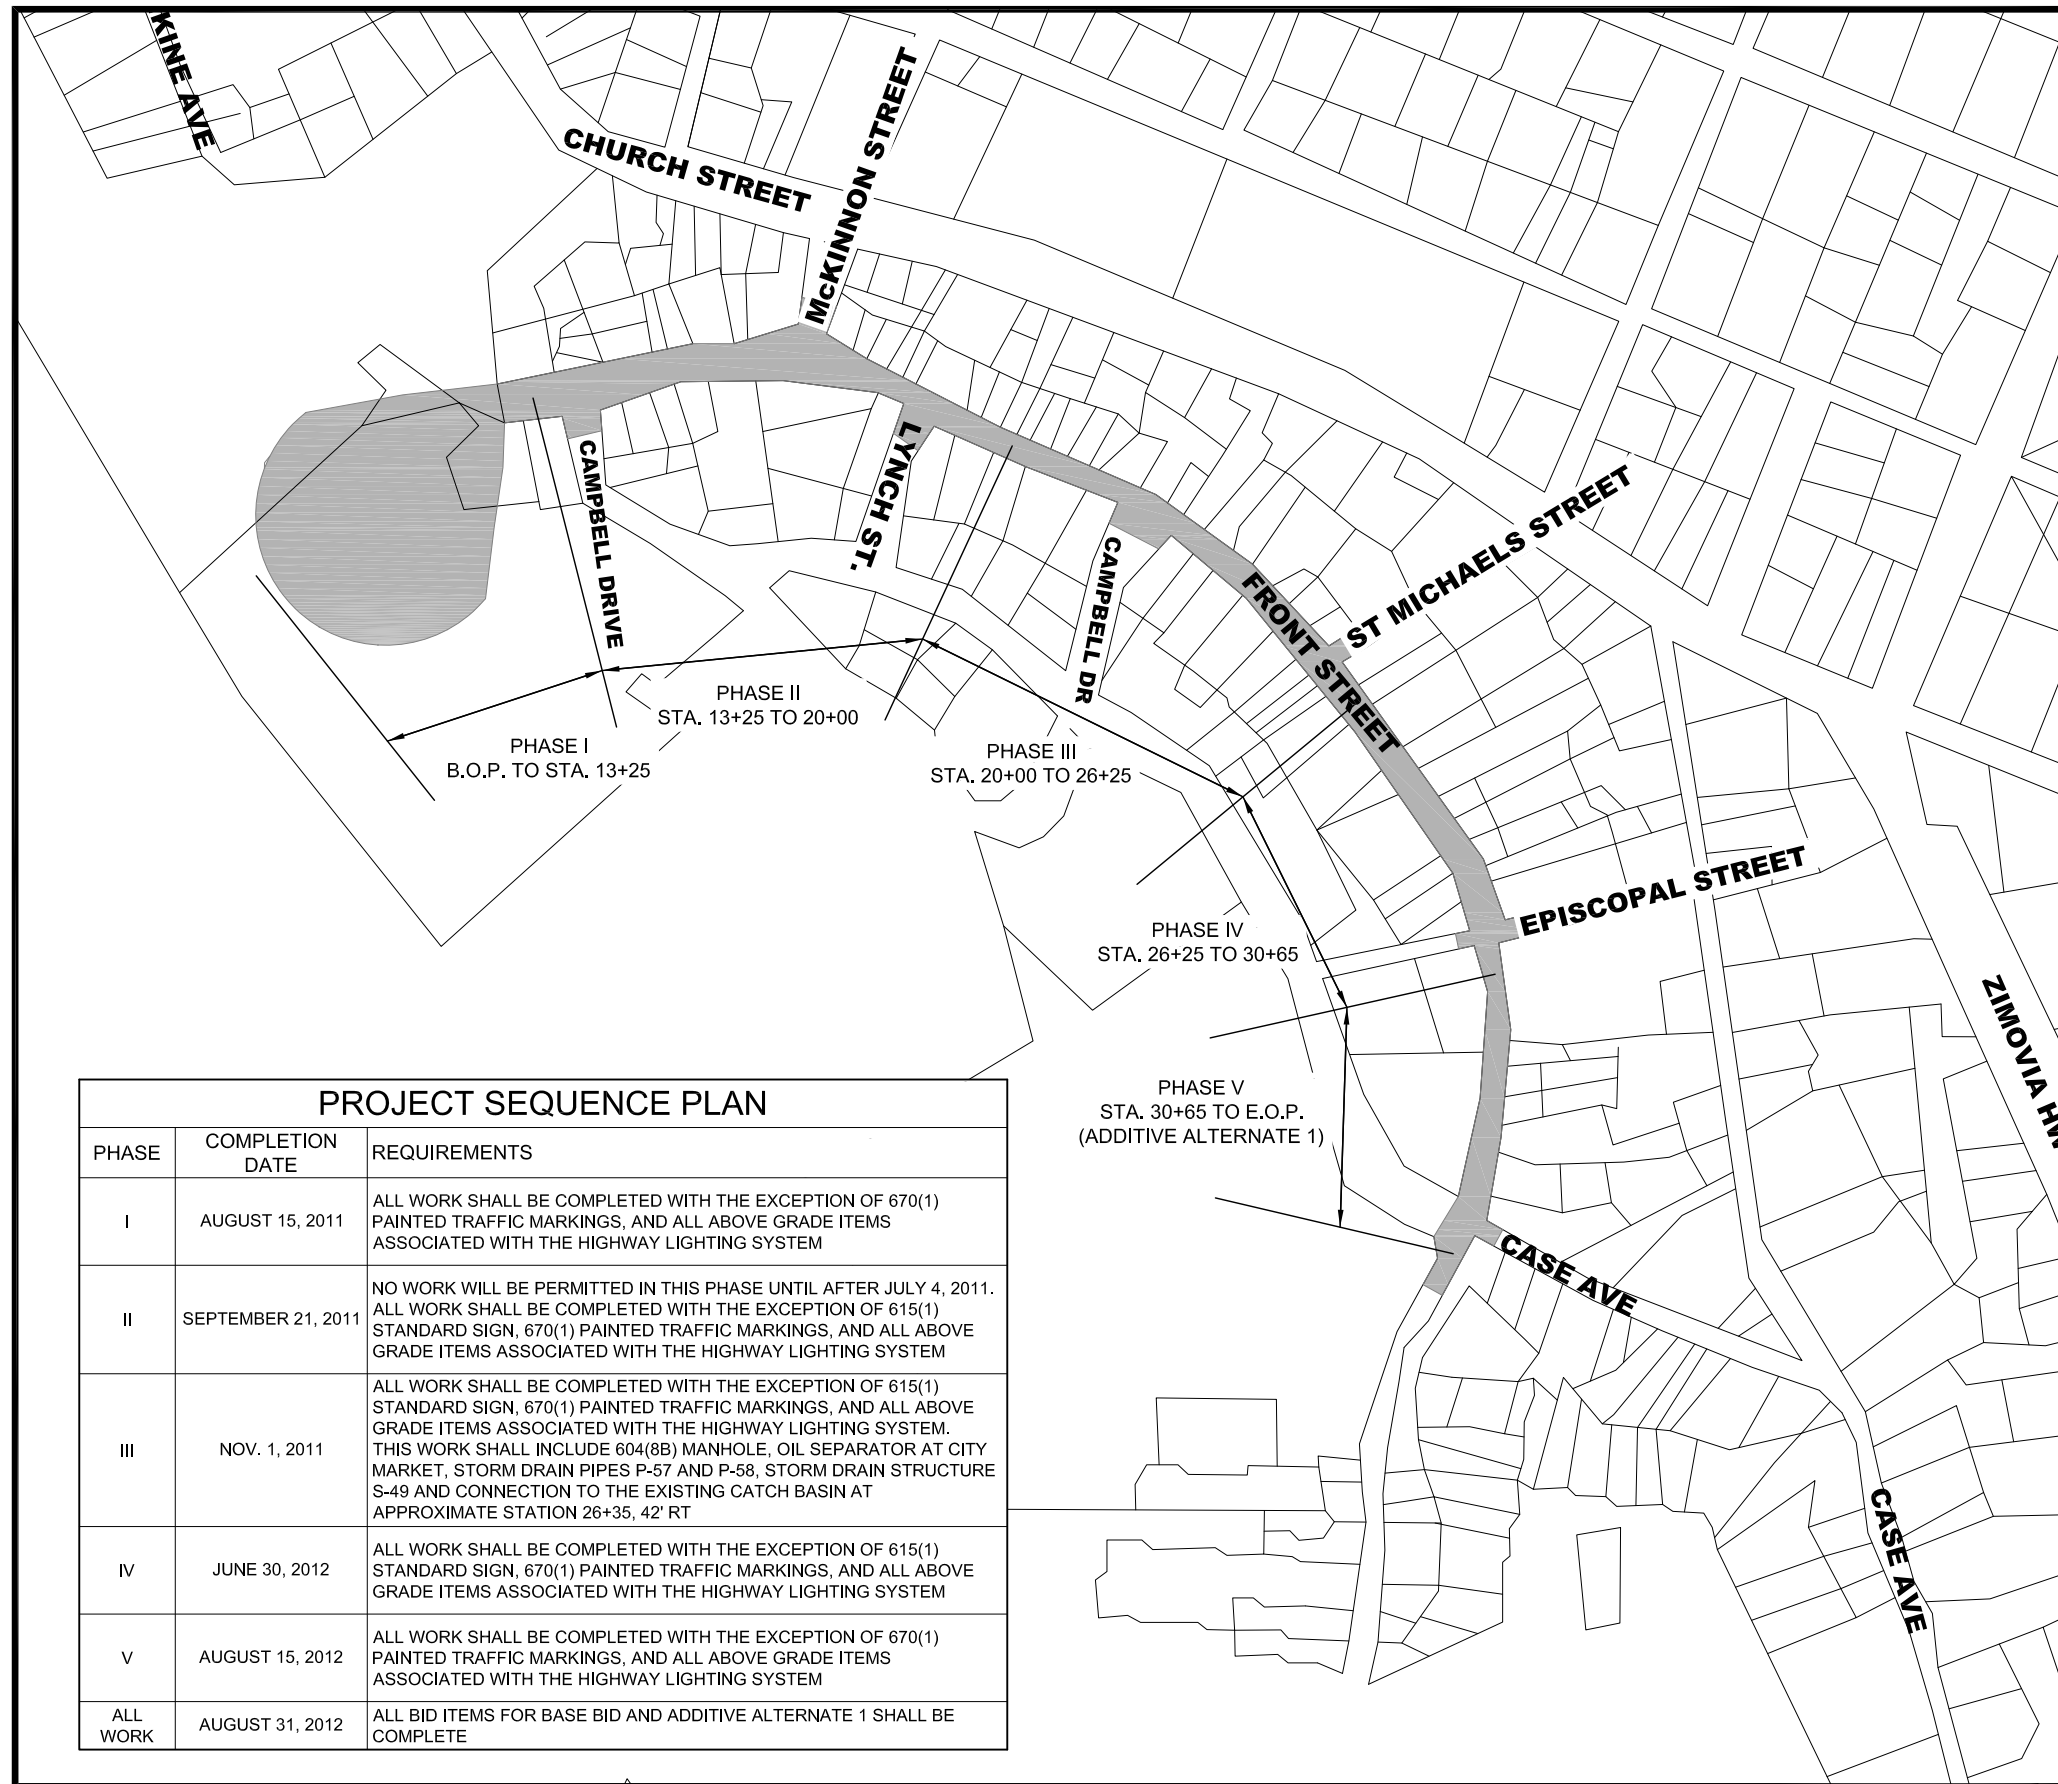 KINE AVE
CHURCH STREET
McKINNON STREET
CAMPBELL DRIVE
LYNCH ST.
CAMPBELL DR
FRONT STREET
ST MICHAELS STREET
EPISCOPAL STREET
ZIMOVIA HW
CASE AVE
CASE AVE
PHASE I
B.O.P. TO STA. 13+25
PHASE II
STA. 13+25 TO 20+00
PHASE III
STA. 20+00 TO 26+25
PHASE IV
STA. 26+25 TO 30+65
PHASE V
STA. 30+65 TO E.O.P.
(ADDITIVE ALTERNATE 1)
PROJECT SEQUENCE PLAN
PHASE
COMPLETION
DATE
REQUIREMENTS
I
AUGUST 15, 2011
ALL WORK SHALL BE COMPLETED WITH THE EXCEPTION OF 670(1)
PAINTED TRAFFIC MARKINGS, AND ALL ABOVE GRADE ITEMS
ASSOCIATED WITH THE HIGHWAY LIGHTING SYSTEM
II
SEPTEMBER 21, 2011
NO WORK WILL BE PERMITTED IN THIS PHASE UNTIL AFTER JULY 4, 2011.
ALL WORK SHALL BE COMPLETED WITH THE EXCEPTION OF 615(1)
STANDARD SIGN, 670(1) PAINTED TRAFFIC MARKINGS, AND ALL ABOVE
GRADE ITEMS ASSOCIATED WITH THE HIGHWAY LIGHTING SYSTEM
III
NOV. 1, 2011
ALL WORK SHALL BE COMPLETED WITH THE EXCEPTION OF 615(1)
STANDARD SIGN, 670(1) PAINTED TRAFFIC MARKINGS, AND ALL ABOVE
GRADE ITEMS ASSOCIATED WITH THE HIGHWAY LIGHTING SYSTEM.
THIS WORK SHALL INCLUDE 604(8B) MANHOLE, OIL SEPARATOR AT CITY
MARKET, STORM DRAIN PIPES P-57 AND P-58, STORM DRAIN STRUCTURE
S-49 AND CONNECTION TO THE EXISTING CATCH BASIN AT
APPROXIMATE STATION 26+35, 42' RT
IV
JUNE 30, 2012
ALL WORK SHALL BE COMPLETED WITH THE EXCEPTION OF 615(1)
STANDARD SIGN, 670(1) PAINTED TRAFFIC MARKINGS, AND ALL ABOVE
GRADE ITEMS ASSOCIATED WITH THE HIGHWAY LIGHTING SYSTEM
V
AUGUST 15, 2012
ALL WORK SHALL BE COMPLETED WITH THE EXCEPTION OF 670(1)
PAINTED TRAFFIC MARKINGS, AND ALL ABOVE GRADE ITEMS
ASSOCIATED WITH THE HIGHWAY LIGHTING SYSTEM
ALL
WORK
AUGUST 31, 2012
ALL BID ITEMS FOR BASE BID AND ADDITIVE ALTERNATE 1 SHALL BE
COMPLETE